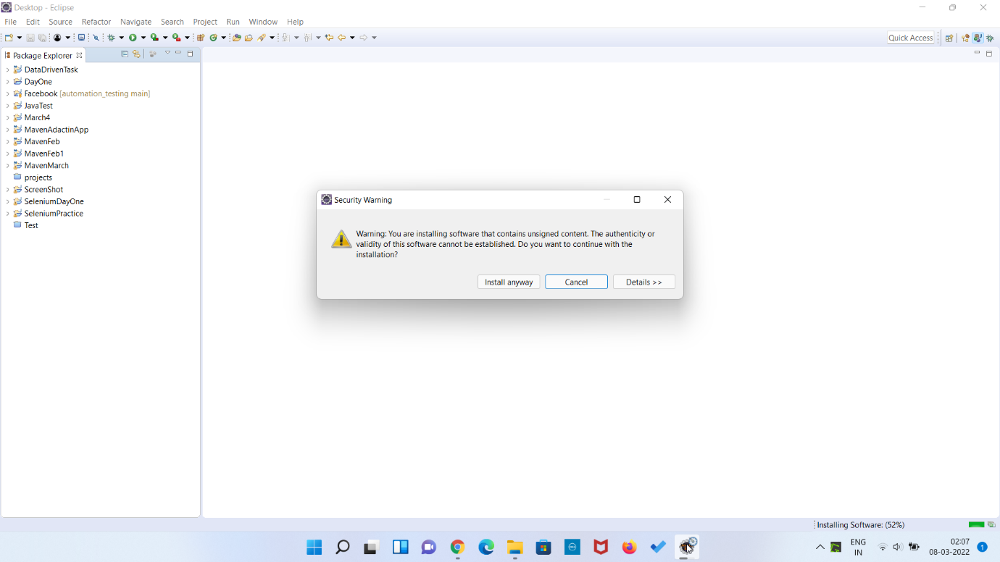 Desktop - Eclipse
File Edit Source Refactor Navigate Search Project Run Window Help
Quick Access
Package Explorer
DataDrivenTask
DayOne
Facebook [automation_testing main]
JavaTest
March4
MavenAdactinApp
MavenFeb
MavenFeb1
MavenMarch
projects
ScreenShot
SeleniumDayOne
SeleniumPractice
Test
Security Warning
Warning: You are installing software that contains unsigned content. The authenticity or
validity of this software cannot be established. Do you want to continue with the
installation?
Install anyway Cancel Details >>
Installing Software: (52%)
ENG
IN
02:07
08-03-2022
1